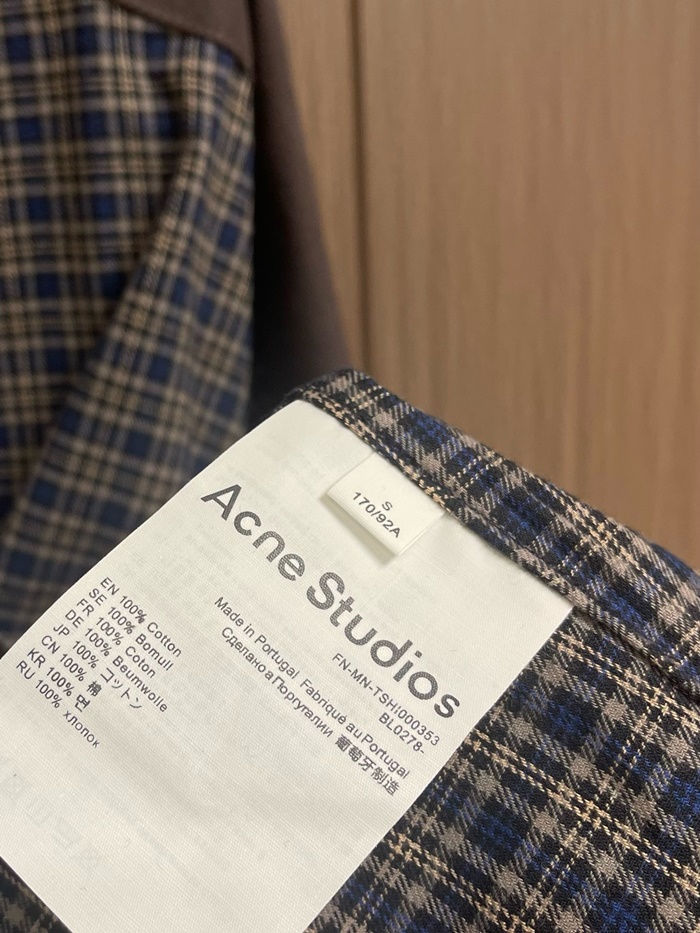 S
170/92A
Acne Studios
FN-MN-TSHI000353
BL0278-
Made in Portugal Fabriqué au Portugal
Сделано в Португалии 葡萄牙制造
EN 100% Cotton
SE 100% Bomull
FR 100% Coton
DE 100% Beumwolle
JP 100% コットン
CN 100% 棉
KR 100% 면
RU 100% хлопок